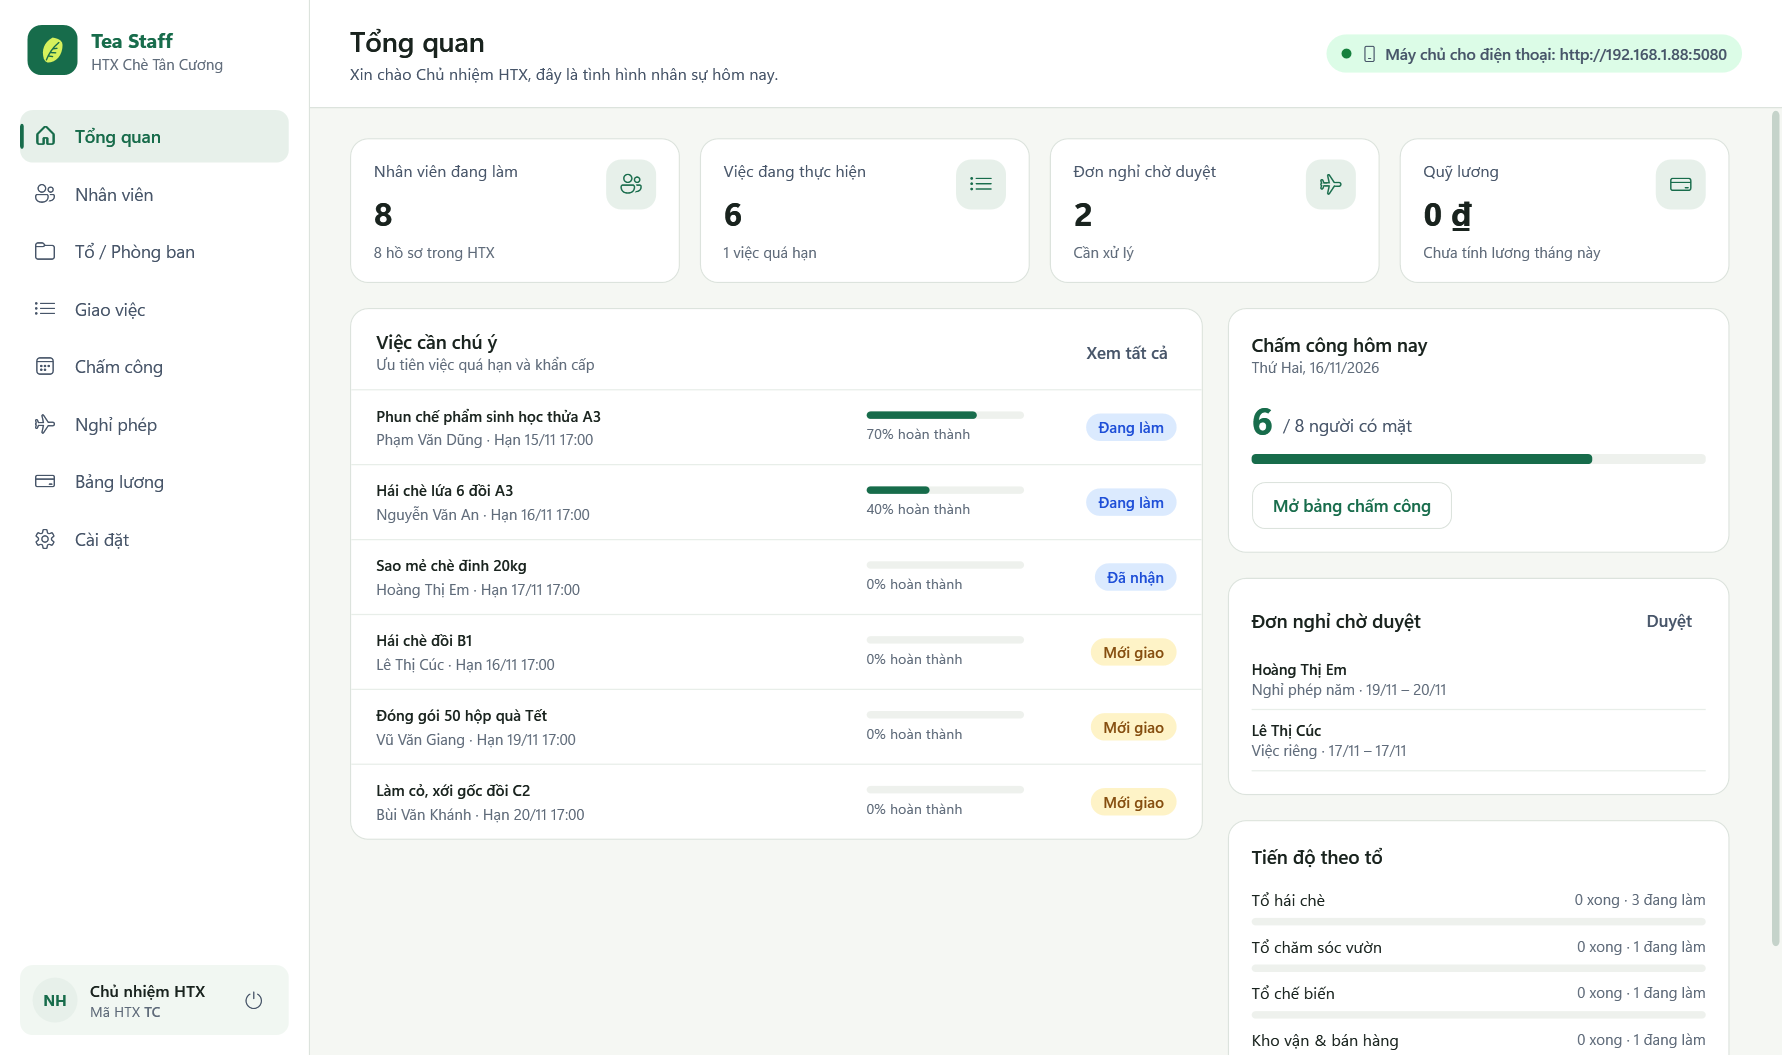 Tea Staff
HTX Chè Tân Cương
Tổng quan
Nhân viên
Tổ / Phòng ban
Giao việc
Chấm công
Nghỉ phép
Bảng lương
Cài đặt
NH
Chủ nhiệm HTX
Mã HTX TC
Tổng quan
Xin chào Chủ nhiệm HTX, đây là tình hình nhân sự hôm nay.
Máy chủ cho điện thoại: http://192.168.1.88:5080
Nhân viên đang làm
8
8 hồ sơ trong HTX
Việc đang thực hiện
6
1 việc quá hạn
Đơn nghỉ chờ duyệt
2
Cần xử lý
Quỹ lương
0 ₫
Chưa tính lương tháng này
Việc cần chú ý
Ưu tiên việc quá hạn và khẩn cấp
Xem tất cả
Phun chế phẩm sinh học thửa A3
Phạm Văn Dũng · Hạn 15/11 17:00
70% hoàn thành
Đang làm
Hái chè lứa 6 đồi A3
Nguyễn Văn An · Hạn 16/11 17:00
40% hoàn thành
Đang làm
Sao mẻ chè đinh 20kg
Hoàng Thị Em · Hạn 17/11 17:00
0% hoàn thành
Đã nhận
Hái chè đồi B1
Lê Thị Cúc · Hạn 16/11 17:00
0% hoàn thành
Mới giao
Đóng gói 50 hộp quà Tết
Vũ Văn Giang · Hạn 19/11 17:00
0% hoàn thành
Mới giao
Làm cỏ, xới gốc đồi C2
Bùi Văn Khánh · Hạn 20/11 17:00
0% hoàn thành
Mới giao
Chấm công hôm nay
Thứ Hai, 16/11/2026
6 / 8 người có mặt
Mở bảng chấm công
Đơn nghỉ chờ duyệt
Duyệt
Hoàng Thị Em
Nghỉ phép năm · 19/11 – 20/11
Lê Thị Cúc
Việc riêng · 17/11 – 17/11
Tiến độ theo tổ
Tổ hái chè
0 xong · 3 đang làm
Tổ chăm sóc vườn
0 xong · 1 đang làm
Tổ chế biến
0 xong · 1 đang làm
Kho vận & bán hàng
0 xong · 1 đang làm